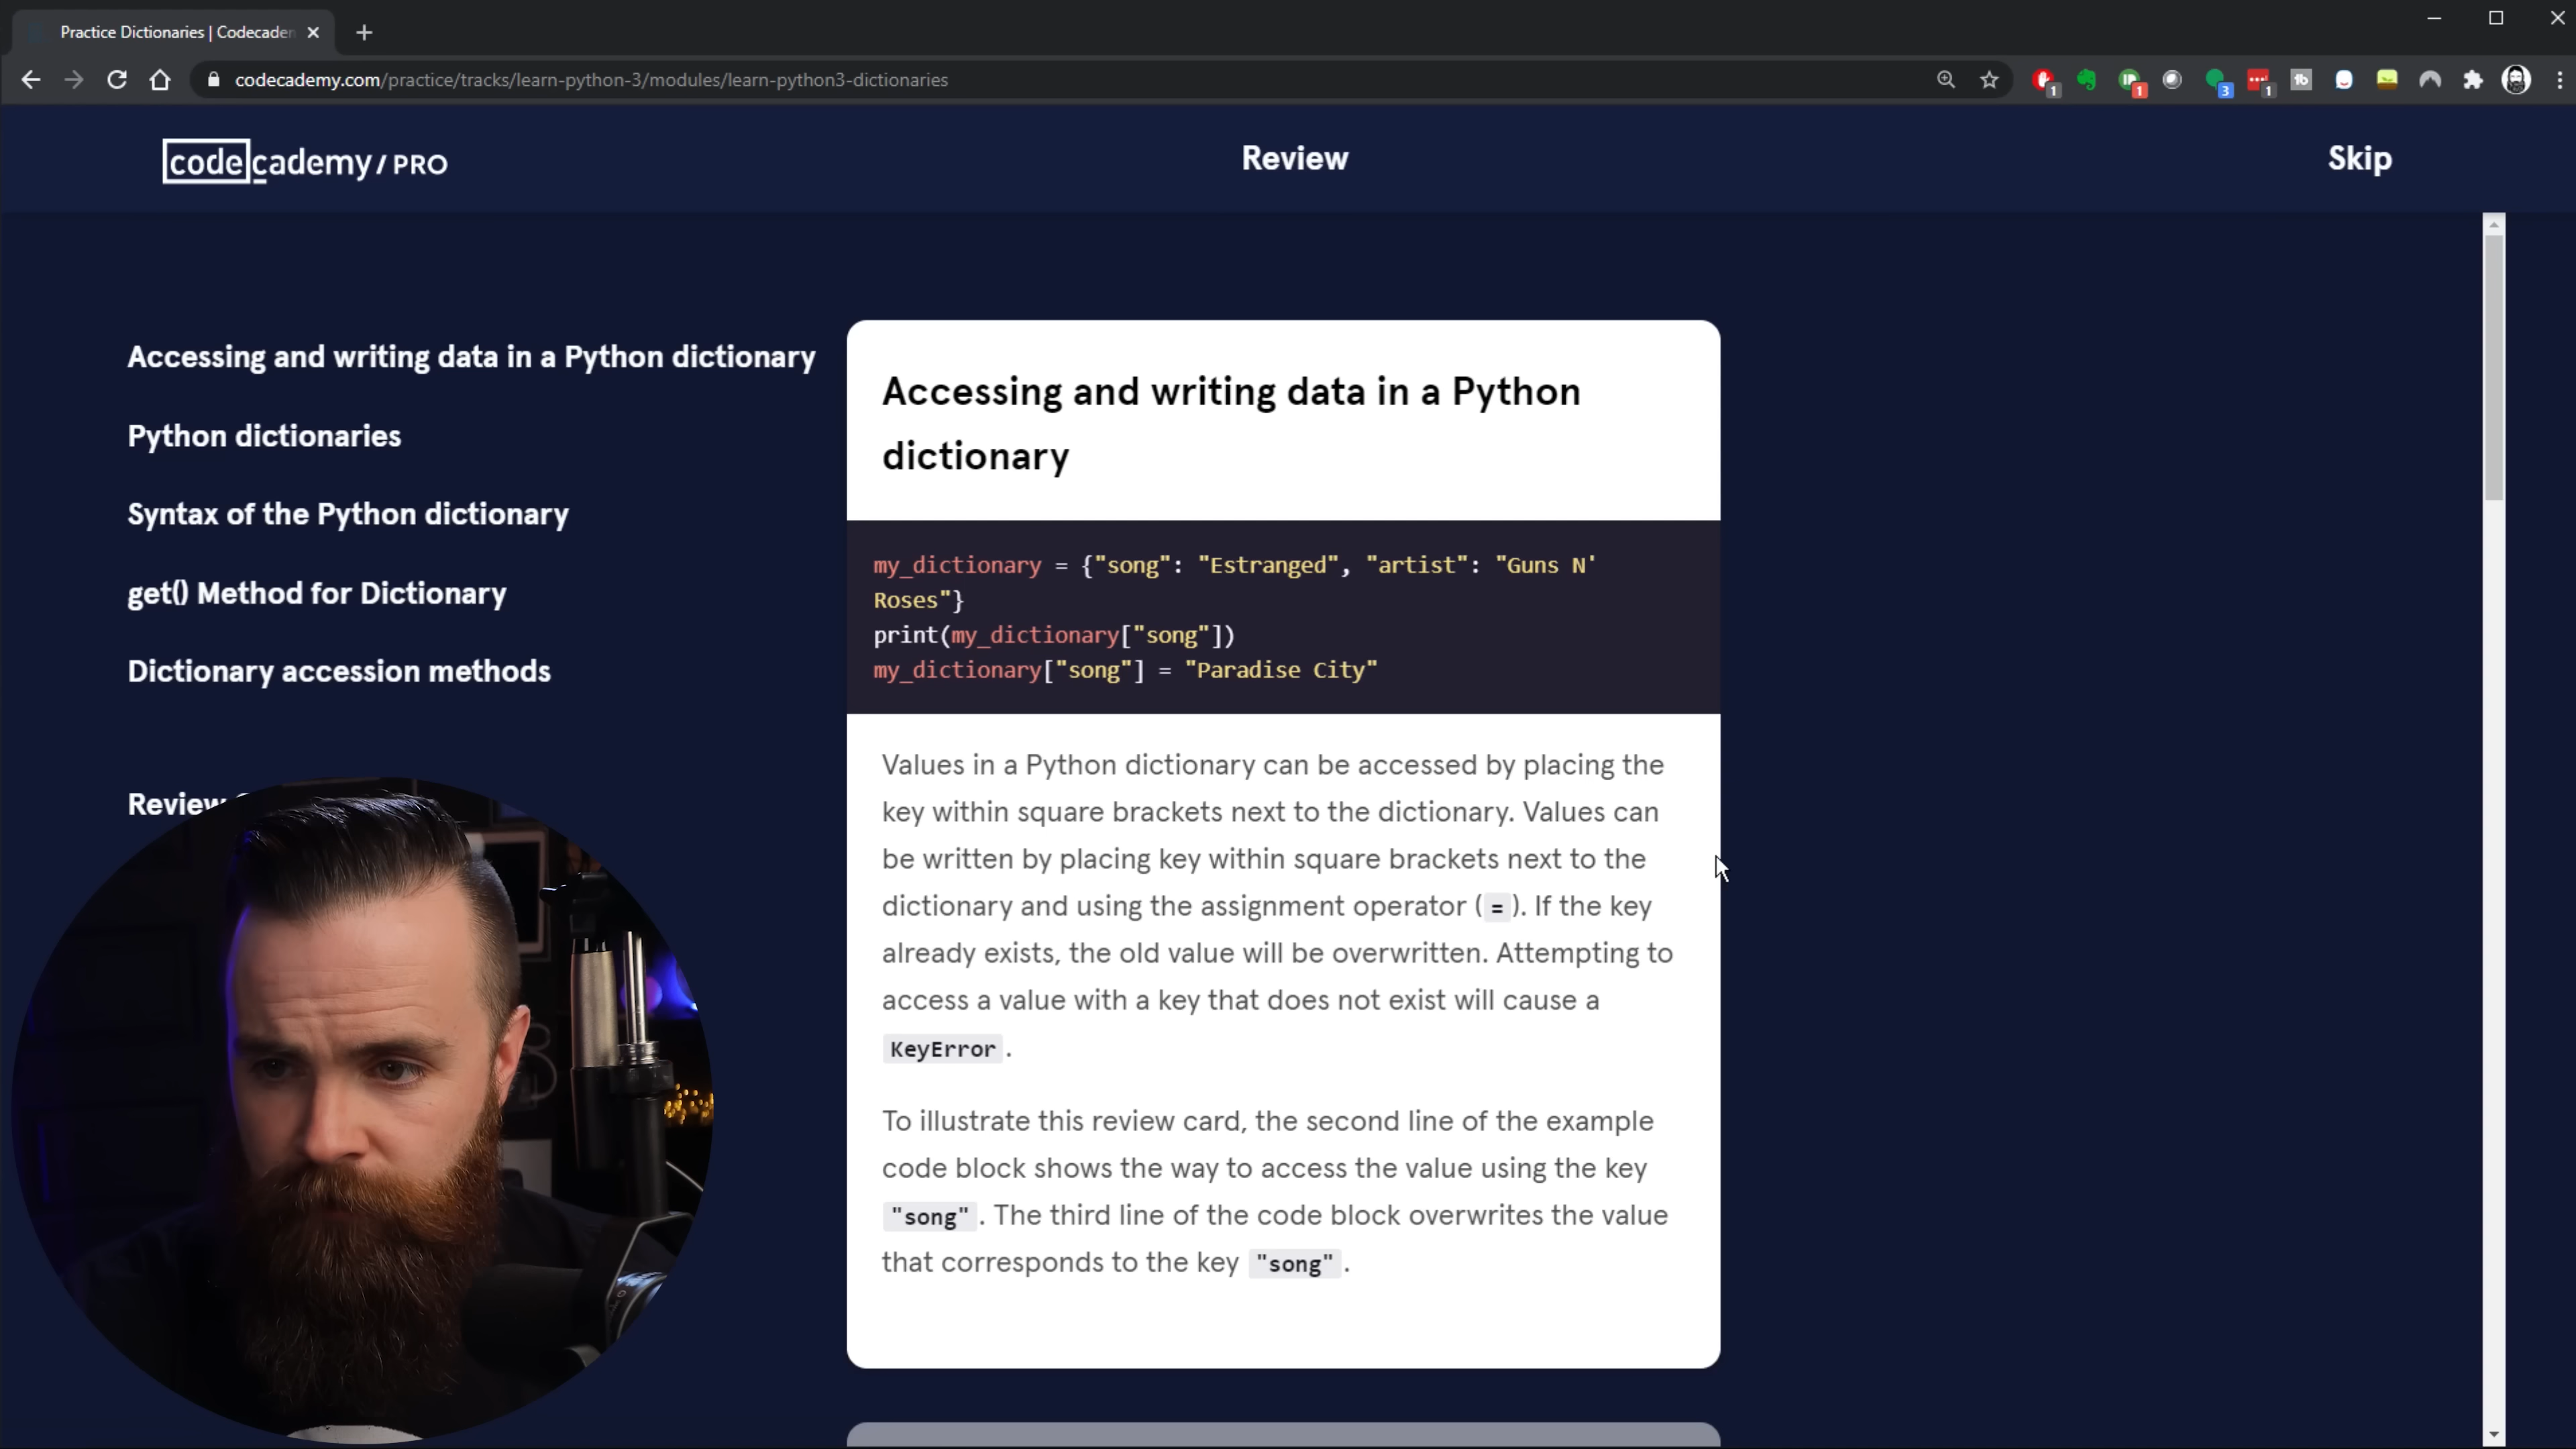 Practice Dictionaries | Codecaden
codecademy.com/practice/tracks/learn-python-3/modules/learn-python3-dictionaries
1
1
3
1
codecademy / PRO
Review
Skip
Accessing and writing data in a Python dictionary
Python dictionaries
Syntax of the Python dictionary
get() Method for Dictionary
Dictionary accession methods
Review
Accessing and writing data in a Python
dictionary
my_dictionary = {"song": "Estranged", "artist": "Guns N'
Roses"}
print(my_dictionary["song"])
my_dictionary["song"] = "Paradise City"
Values in a Python dictionary can be accessed by placing the
key within square brackets next to the dictionary. Values can
be written by placing key within square brackets next to the
dictionary and using the assignment operator ( = ). If the key
already exists, the old value will be overwritten. Attempting to
access a value with a key that does not exist will cause a
KeyError .
To illustrate this review card, the second line of the example
code block shows the way to access the value using the key
"song" . The third line of the code block overwrites the value
that corresponds to the key "song" .